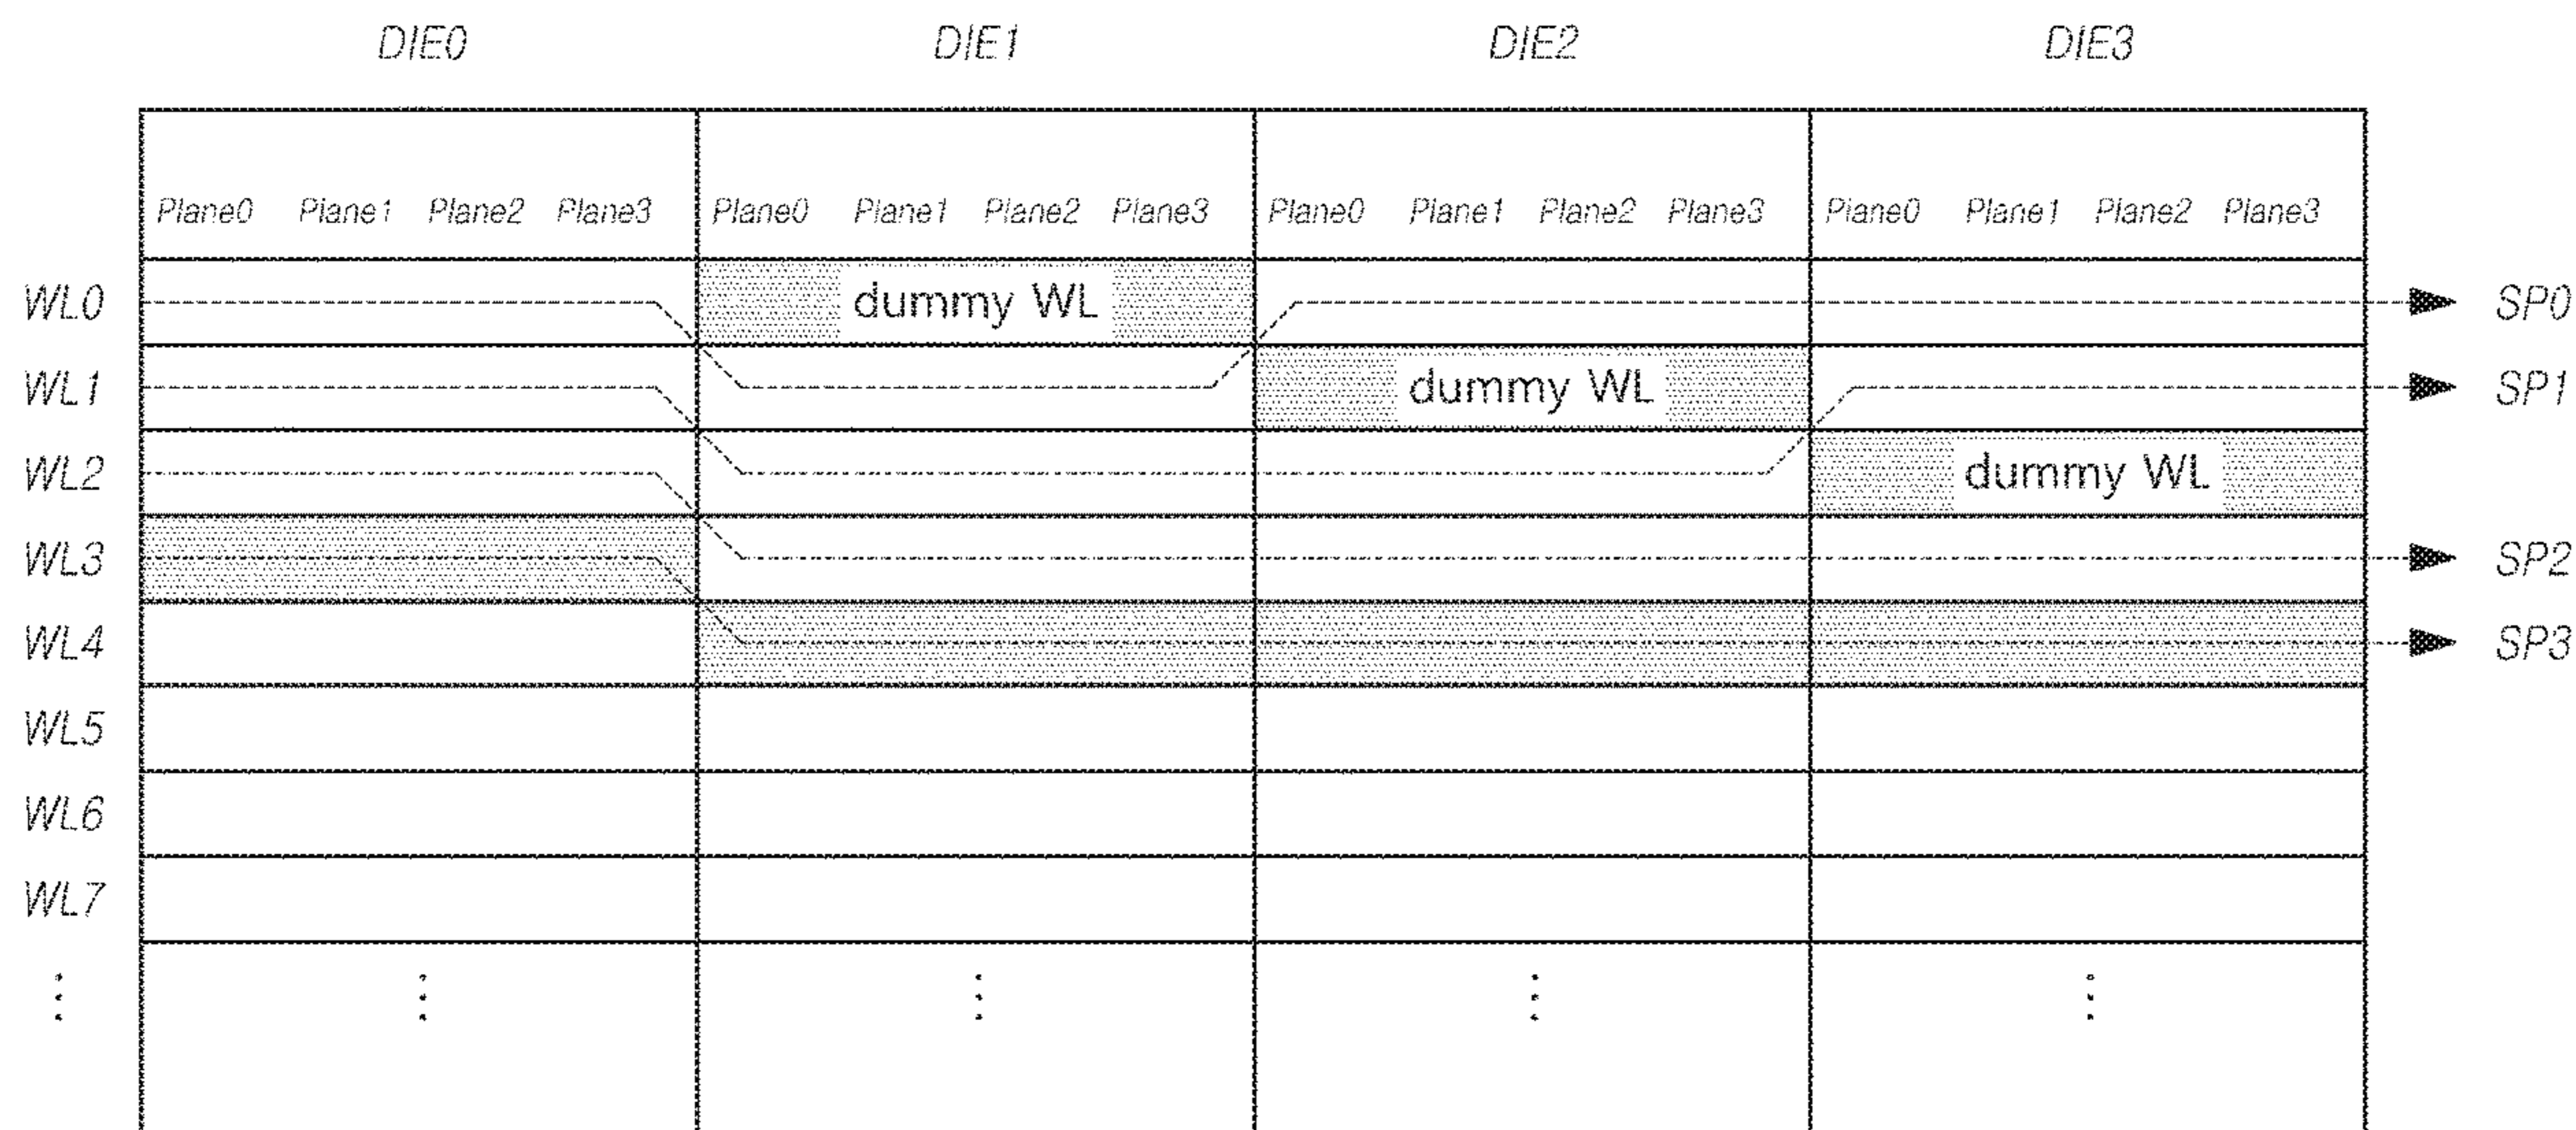 DIE0 DIE1 DIE2 DIE3
Plane0 Plane1 Plane2 Plane3 Plane0 Plane1 Plane2 Plane3 Plane0 Plane1 Plane2 Plane3 Plane0 Plane1 Plane2 Plane3
WL0 dummy WL SP0
WL1 dummy WL SP1
WL2 dummy WL
WL3 SP2
WL4 SP3
WL5
WL6
WL7